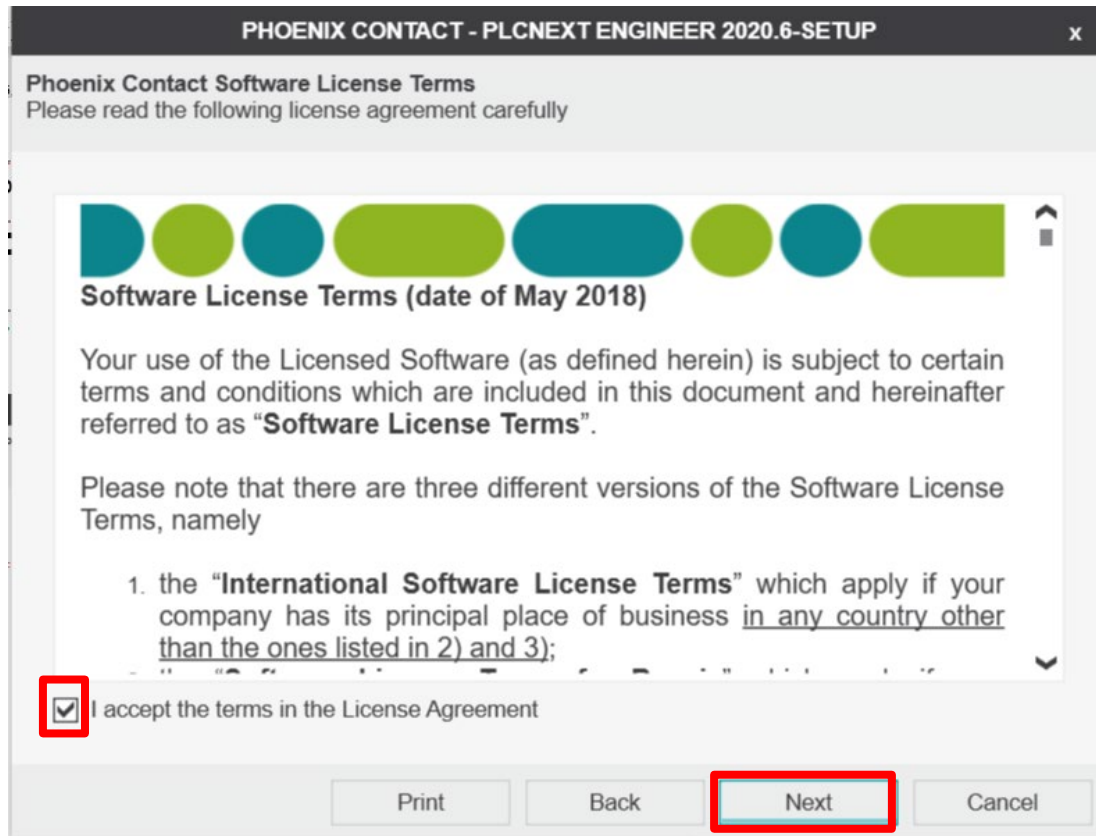 PHOENIX CONTACT - PLCNEXT ENGINEER 2020.6-SETUP x
Phoenix Contact Software License Terms
Please read the following license agreement carefully
Software License Terms (date of May 2018)
Your use of the Licensed Software (as defined herein) is subject to certain
terms and conditions which are included in this document and hereinafter
referred to as “Software License Terms”.
Please note that there are three different versions of the Software License
Terms, namely
1. the “International Software License Terms” which apply if your
company has its principal place of business in any country other
than the ones listed in 2) and 3);
I accept the terms in the License Agreement
Print Back Next Cancel